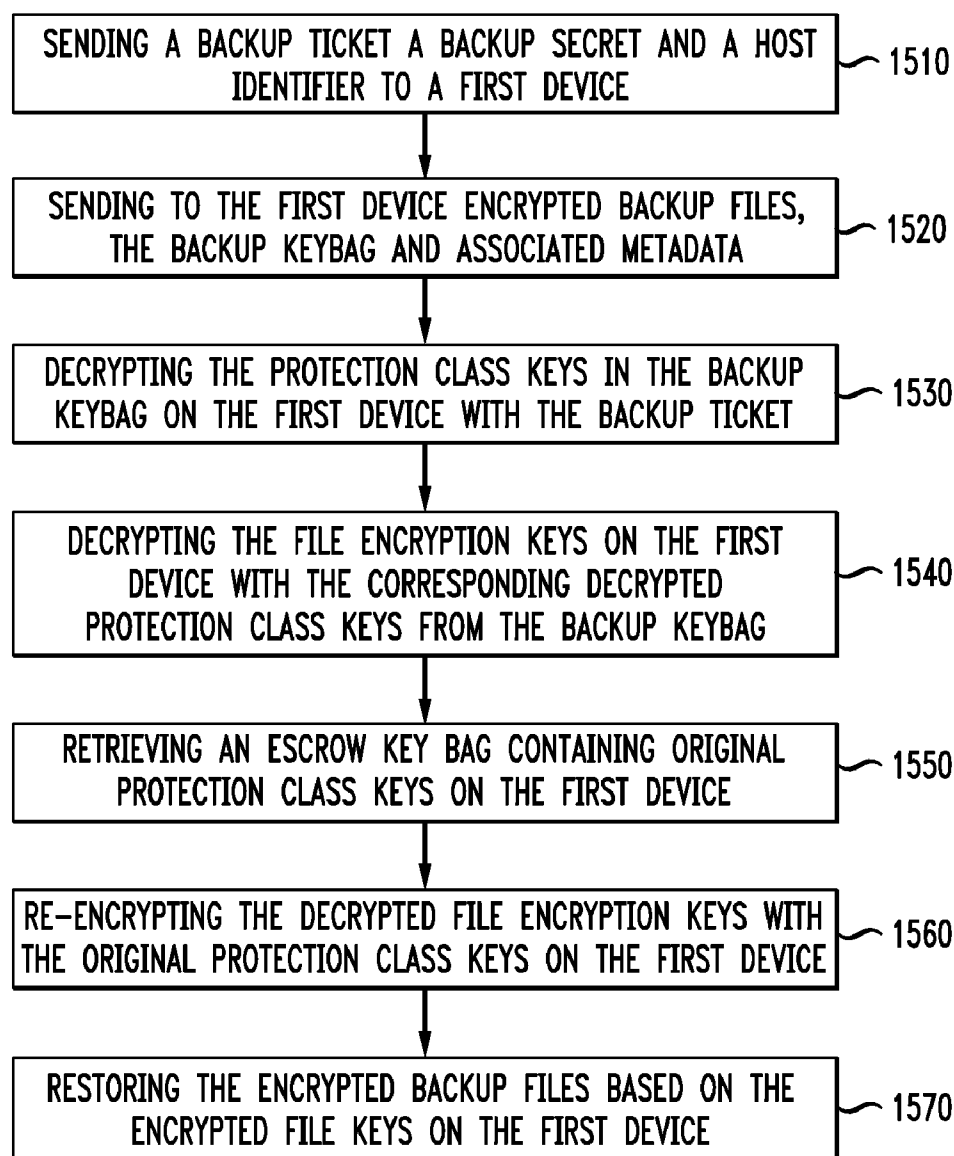 SENDING A BACKUP TICKET A BACKUP SECRET AND A HOST
IDENTIFIER TO A FIRST DEVICE
1510
SENDING TO THE FIRST DEVICE ENCRYPTED BACKUP FILES,
THE BACKUP KEYBAG AND ASSOCIATED METADATA
1520
DECRYPTING THE PROTECTION CLASS KEYS IN THE BACKUP
KEYBAG ON THE FIRST DEVICE WITH THE BACKUP TICKET
1530
DECRYPTING THE FILE ENCRYPTION KEYS ON THE FIRST
DEVICE WITH THE CORRESPONDING DECRYPTED
PROTECTION CLASS KEYS FROM THE BACKUP KEYBAG
1540
RETRIEVING AN ESCROW KEY BAG CONTAINING ORIGINAL
PROTECTION CLASS KEYS ON THE FIRST DEVICE
1550
RE-ENCRYPTING THE DECRYPTED FILE ENCRYPTION KEYS WITH
THE ORIGINAL PROTECTION CLASS KEYS ON THE FIRST DEVICE
1560
RESTORING THE ENCRYPTED BACKUP FILES BASED ON THE
ENCRYPTED FILE KEYS ON THE FIRST DEVICE
1570